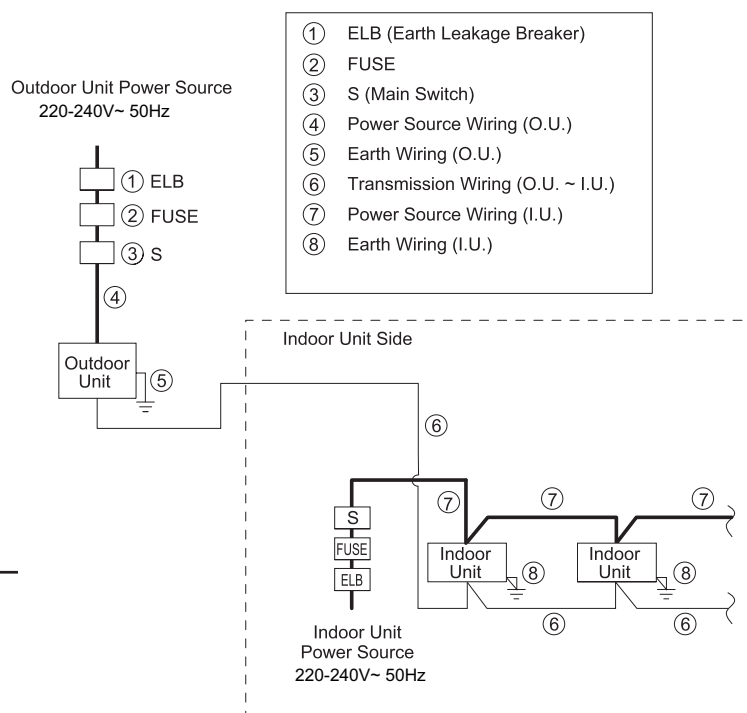 ① ELB (Earth Leakage Breaker)
② FUSE
③ S (Main Switch)
④ Power Source Wiring (O.U.)
⑤ Earth Wiring (O.U.)
⑥ Transmission Wiring (O.U. ~ I.U.)
⑦ Power Source Wiring (I.U.)
⑧ Earth Wiring (I.U.)
Outdoor Unit Power Source
220-240V~ 50Hz
① ELB
② FUSE
③ S
④
Outdoor
Unit
⑤
Indoor Unit Side
⑥
⑦
⑦
⑦
S
FUSE
ELB
Indoor
Unit
⑧
Indoor
Unit
⑧
⑥
⑥
Indoor Unit
Power Source
220-240V~ 50Hz